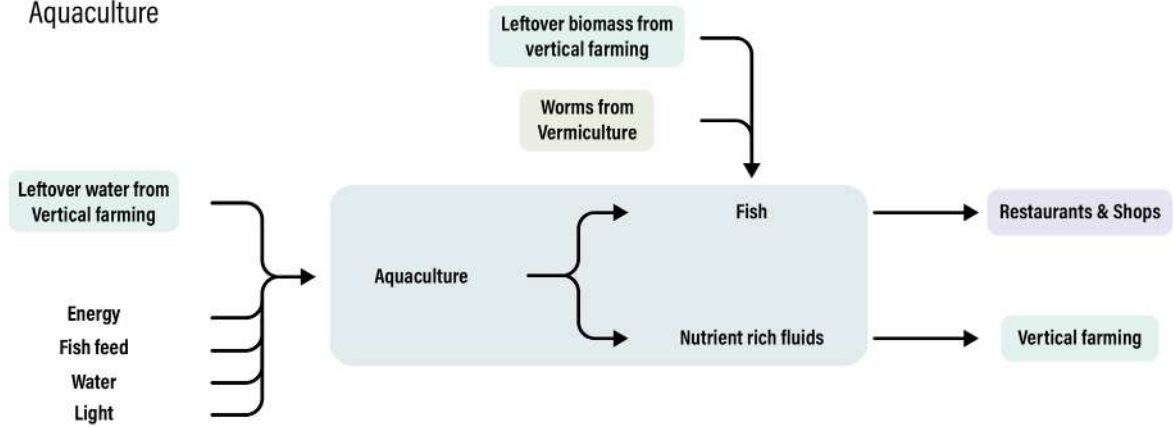 Aquaculture
Leftover biomass from
vertical farming
Worms from
Vermiculture
Leftover water from
Vertical farming
Fish
Restaurants & Shops
Aquaculture
Energy
Fish feed
Nutrient rich fluids
Vertical farming
Water
Light